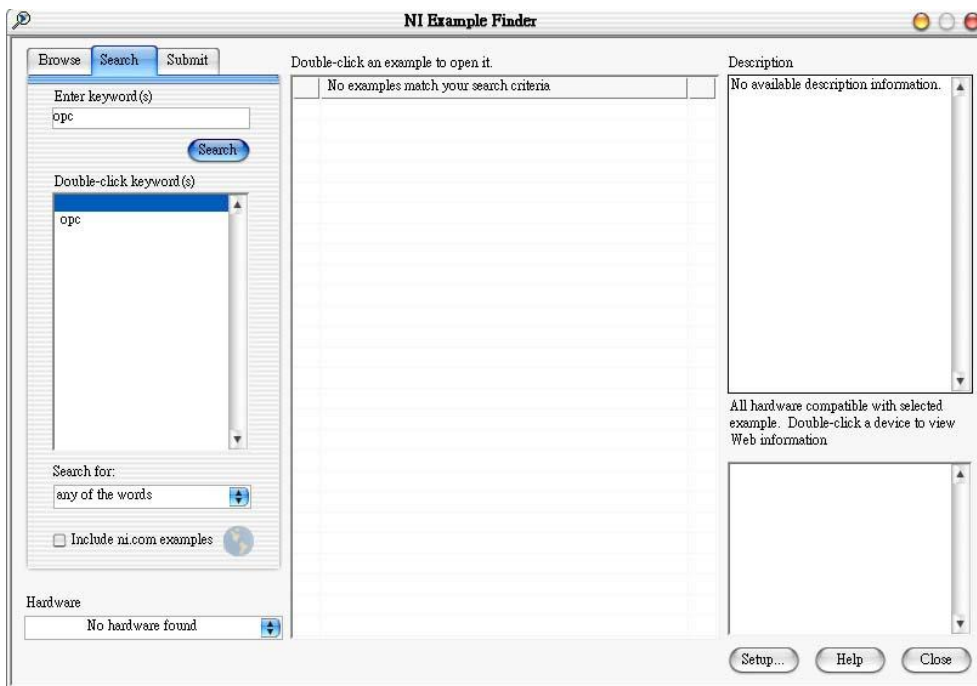 NI Example Finder
Browse Search Submit
Enter keyword(s)
opc
Search
Double-click keyword(s)
opc
Search for:
any of the words
Include ni.com examples
Hardware
No hardware found
Double-click an example to open it.
No examples match your search criteria
Description
No available description information.
All hardware compatible with selected
example. Double-click a device to view
Web information
Setup... Help Close